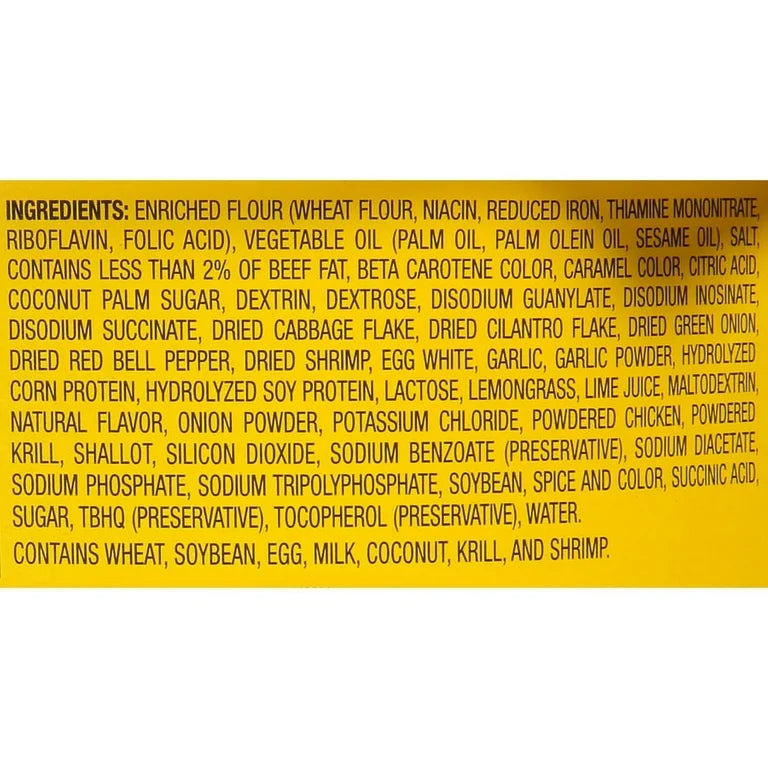 INGREDIENTS: ENRICHED FLOUR (WHEAT FLOUR, NIACIN, REDUCED IRON, THIAMINE MONONITRATE,
RIBOFLAVIN, FOLIC ACID), VEGETABLE OIL (PALM OIL, PALM OLEIN OIL, SESAME OIL), SALT,
CONTAINS LESS THAN 2% OF BEEF FAT, BETA CAROTENE COLOR, CARAMEL COLOR, CITRIC ACID,
COCONUT PALM SUGAR, DEXTRIN, DEXTROSE, DISODIUM GUANYLATE, DISODIUM INOSINATE,
DISODIUM SUCCINATE, DRIED CABBAGE FLAKE, DRIED CILANTRO FLAKE, DRIED GREEN ONION,
DRIED RED BELL PEPPER, DRIED SHRIMP, EGG WHITE, GARLIC, GARLIC POWDER, HYDROLYZED
CORN PROTEIN, HYDROLYZED SOY PROTEIN, LACTOSE, LEMONGRASS, LIME JUICE, MALTODEXTRIN,
NATURAL FLAVOR, ONION POWDER, POTASSIUM CHLORIDE, POWDERED CHICKEN, POWDERED
KRILL, SHALLOT, SILICON DIOXIDE, SODIUM BENZOATE (PRESERVATIVE), SODIUM DIACETATE,
SODIUM PHOSPHATE, SODIUM TRIPOLYPHOSPHATE, SOYBEAN, SPICE AND COLOR, SUCCINIC ACID,
SUGAR, TBHQ (PRESERVATIVE), TOCOPHEROL (PRESERVATIVE), WATER.
CONTAINS WHEAT, SOYBEAN, EGG, MILK, COCONUT, KRILL, AND SHRIMP.